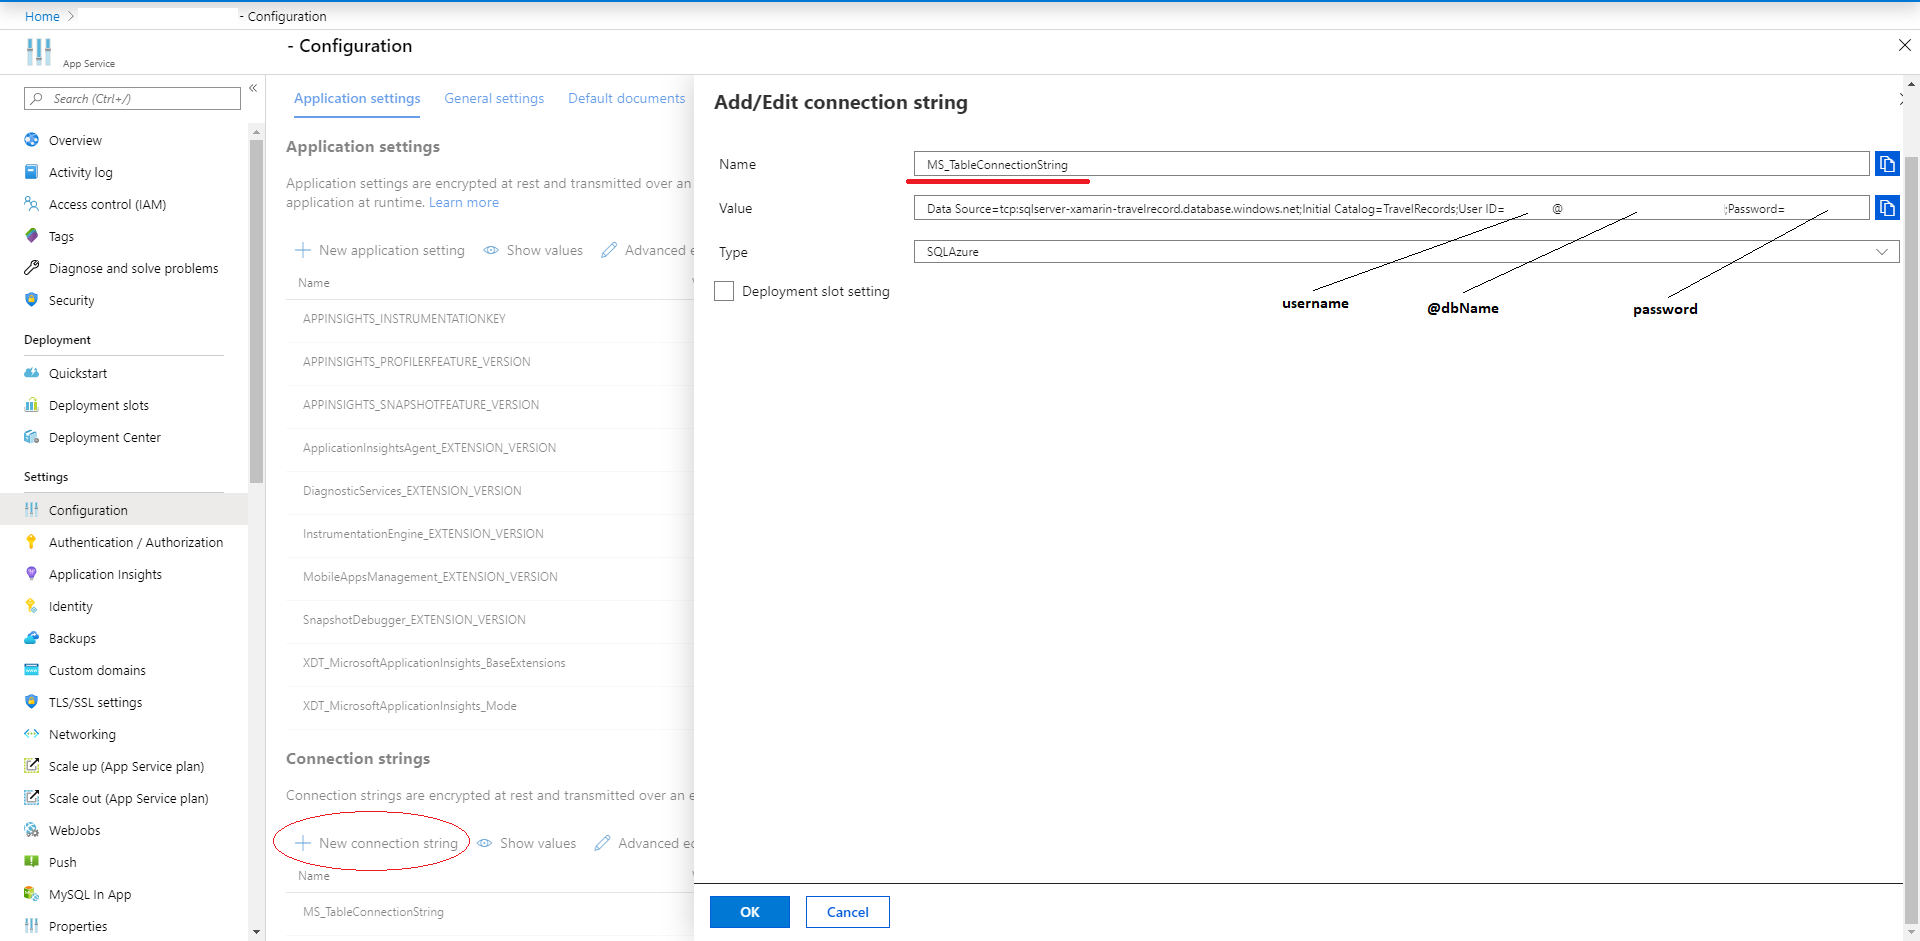 Home > - Configuration
- Configuration
App Service
Search (Ctrl+/)
«
Overview
Activity log
Access control (IAM)
Tags
Diagnose and solve problems
Security
Deployment
Quickstart
Deployment slots
Deployment Center
Settings
Configuration
Authentication / Authorization
Application Insights
Identity
Backups
Custom domains
TLS/SSL settings
Networking
Scale up (App Service plan)
Scale out (App Service plan)
WebJobs
Push
MySQL In App
Properties
Application settings General settings Default documents
Application settings
Application settings are encrypted at rest and transmitted over an
application at runtime. Learn more
New application setting Show values Advanced e
Name
APPINSIGHTS_INSTRUMENTATIONKEY
APPINSIGHTS_PROFILERFEATURE_VERSION
APPINSIGHTS_SNAPSHOTFEATURE_VERSION
ApplicationInsightsAgent_EXTENSION_VERSION
DiagnosticServices_EXTENSION_VERSION
InstrumentationEngine_EXTENSION_VERSION
MobileAppsManagement_EXTENSION_VERSION
SnapshotDebugger_EXTENSION_VERSION
XDT_MicrosoftApplicationInsights_BaseExtensions
XDT_MicrosoftApplicationInsights_Mode
Connection strings
Connection strings are encrypted at rest and transmitted over an e
New connection string Show values Advanced ec
Name
MS_TableConnectionString
Add/Edit connection string
Name MS_TableConnectionString
Value Data Source=tcp:sqlserver-xamarin-travelrecord.database.windows.net;Initial Catalog=TravelRecords;User ID= @ ;Password=
Type SQLAzure
Deployment slot setting
username @dbName password
OK Cancel